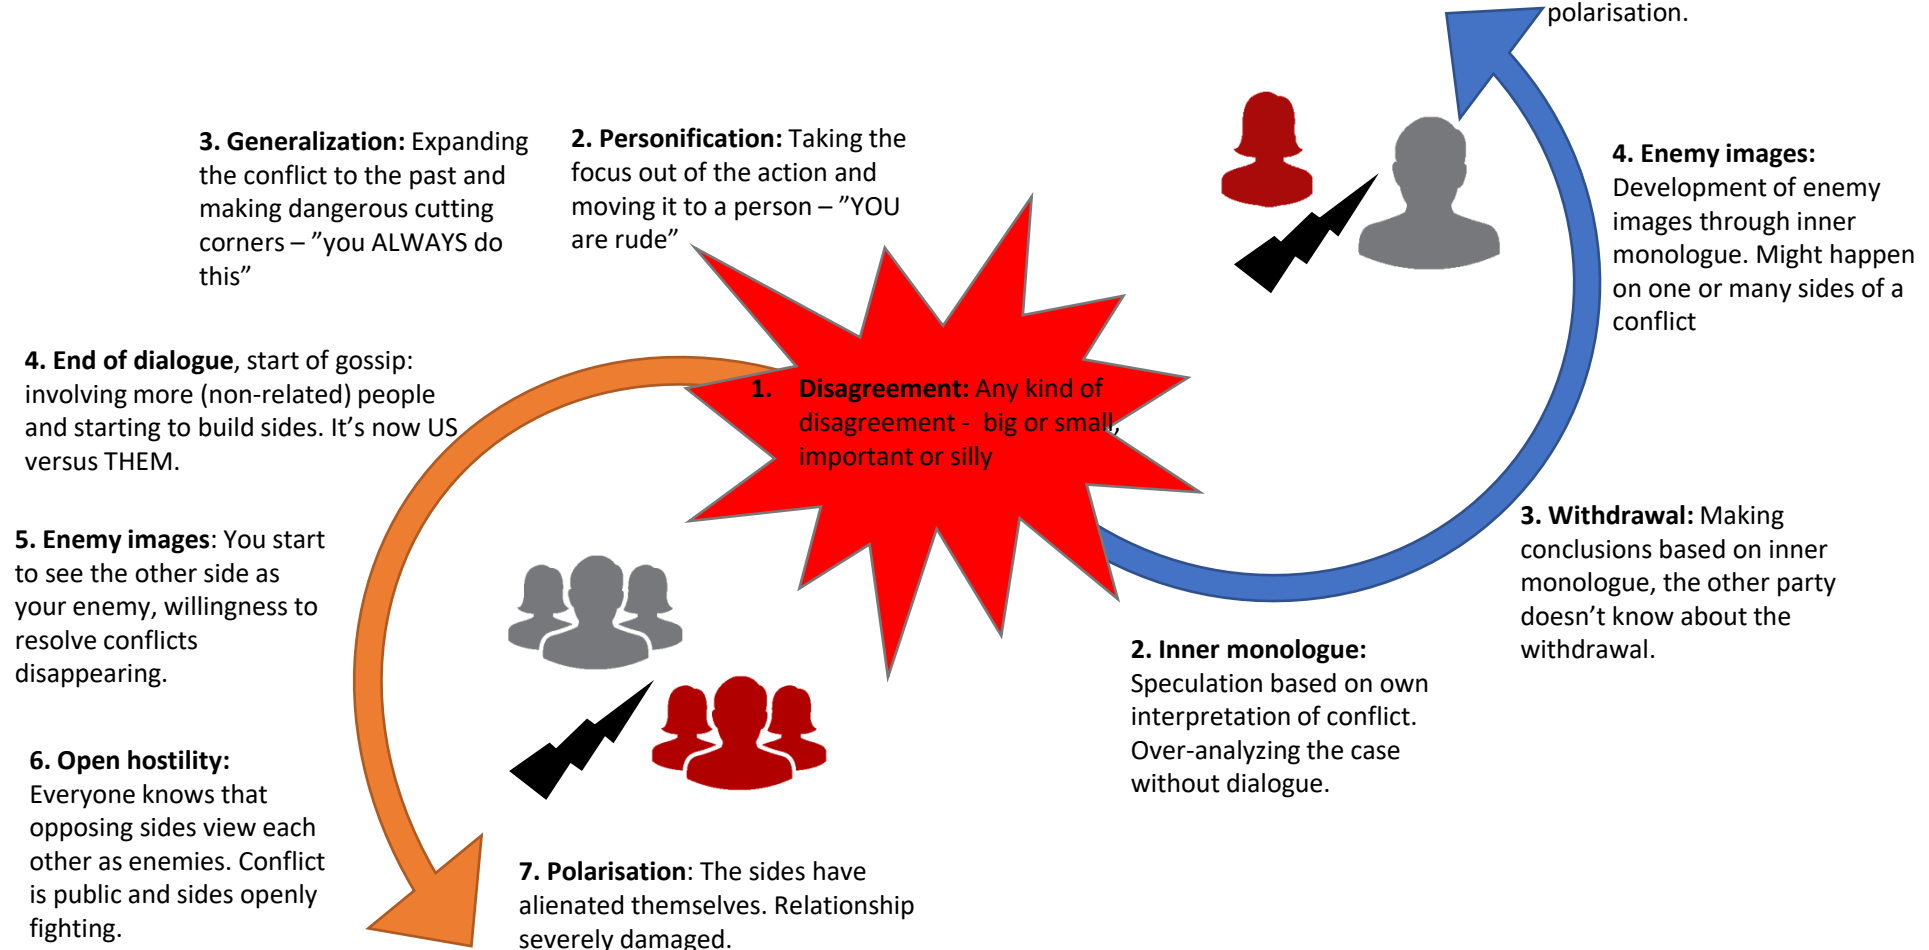 polarisation.
3. Generalization: Expanding
the conflict to the past and
making dangerous cutting
corners – ”you ALWAYS do
this”
2. Personification: Taking the
focus out of the action and
moving it to a person – ”YOU
are rude”
4. Enemy images:
Development of enemy
images through inner
monologue. Might happen
on one or many sides of a
conflict
4. End of dialogue, start of gossip:
involving more (non-related) people
and starting to build sides. It’s now US
versus THEM.
1. Disagreement: Any kind of
disagreement - big or small,
important or silly
5. Enemy images: You start
to see the other side as
your enemy, willingness to
resolve conflicts
disappearing.
3. Withdrawal: Making
conclusions based on inner
monologue, the other party
doesn’t know about the
withdrawal.
2. Inner monologue:
Speculation based on own
interpretation of conflict.
Over-analyzing the case
without dialogue.
6. Open hostility:
Everyone knows that
opposing sides view each
other as enemies. Conflict
is public and sides openly
fighting.
7. Polarisation: The sides have
alienated themselves. Relationship
severely damaged.